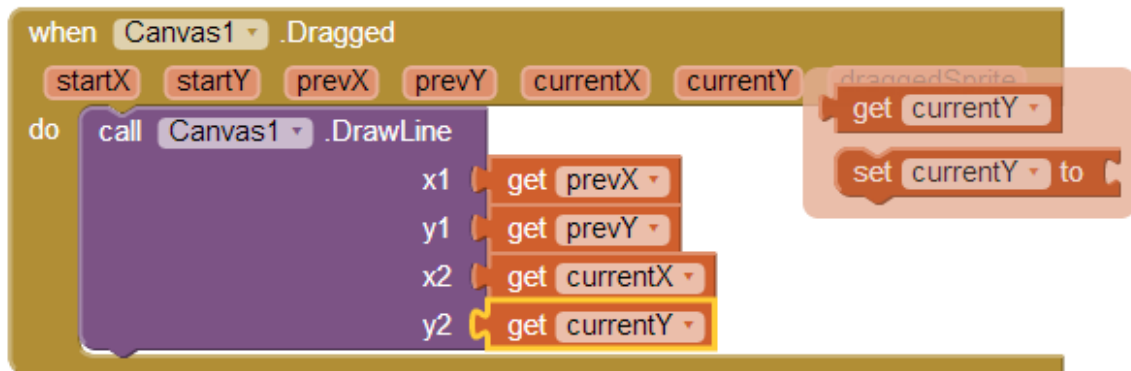 when Canvas1 .Dragged
startX startY prevX prevY currentX currentY draggedSprite
get currentY
do call Canvas1 .DrawLine
set currentY to
x1 get prevX
y1 get prevY
x2 get currentX
y2 get currentY